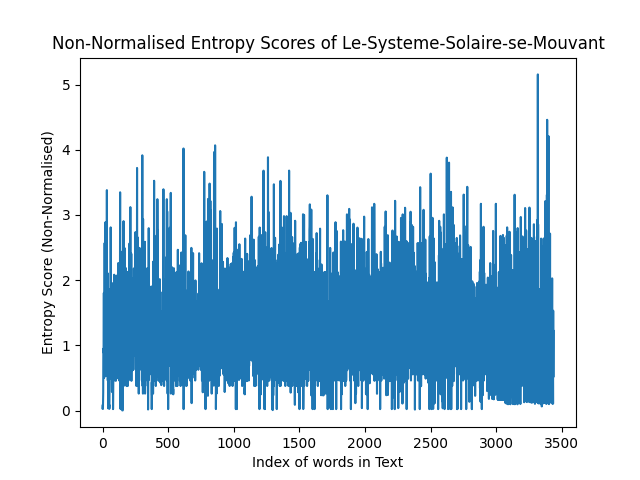 Non-Normalised Entropy Scores of Le-Systeme-Solaire-se-Mouvant
Entropy Score (Non-Normalised)
5
4
3
2
1
0
0 500 1000 1500 2000 2500 3000 3500
Index of words in Text